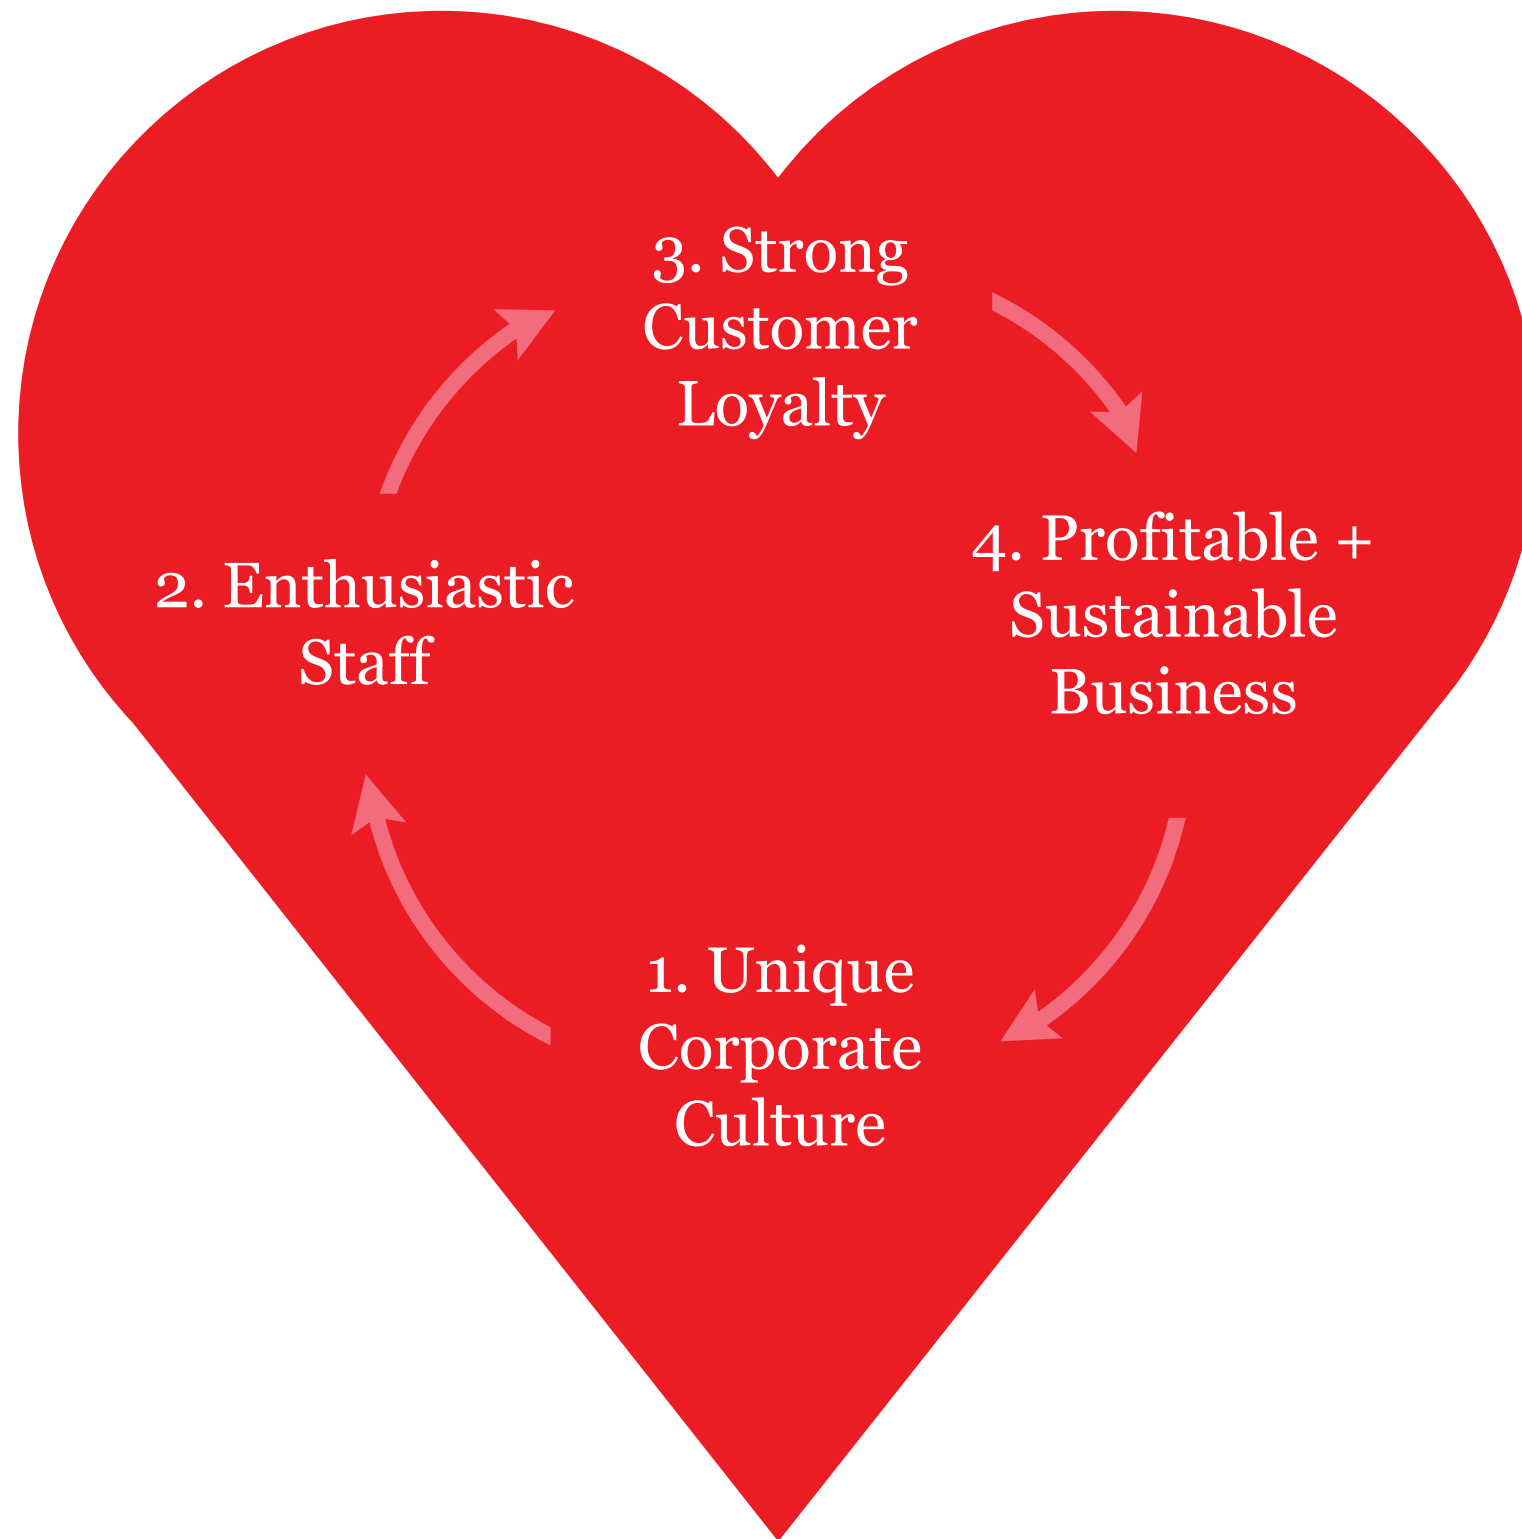 3. Strong
Customer
Loyalty
4. Profitable +
Sustainable
Business
2. Enthusiastic
Staff
1. Unique
Corporate
Culture